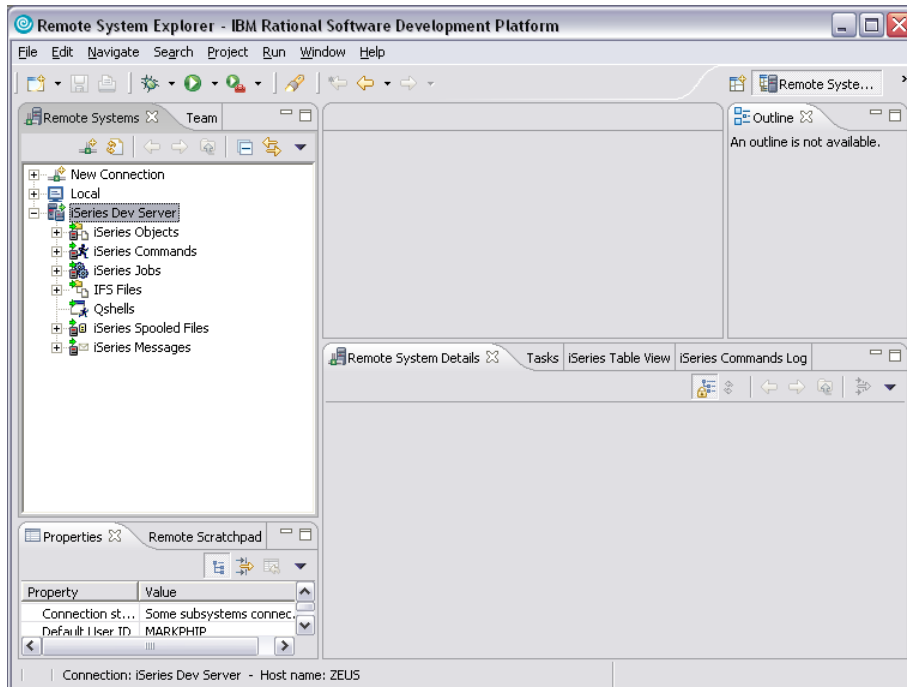 Remote System Explorer - IBM Rational Software Development Platform
File Edit Navigate Search Project Run Window Help
Remote Syste...
Remote Systems Team
Outline
An outline is not available.
New Connection
Local
iSeries Dev Server
iSeries Objects
iSeries Commands
iSeries Jobs
IFS Files
Qshells
iSeries Spooled Files
iSeries Messages
Remote System Details Tasks iSeries Table View iSeries Commands Log
Properties Remote Scratchpad
Property Value
Connection st... Some subsystems connec...
Default User ID MARKPHIP
Connection: iSeries Dev Server - Host name: ZEUS